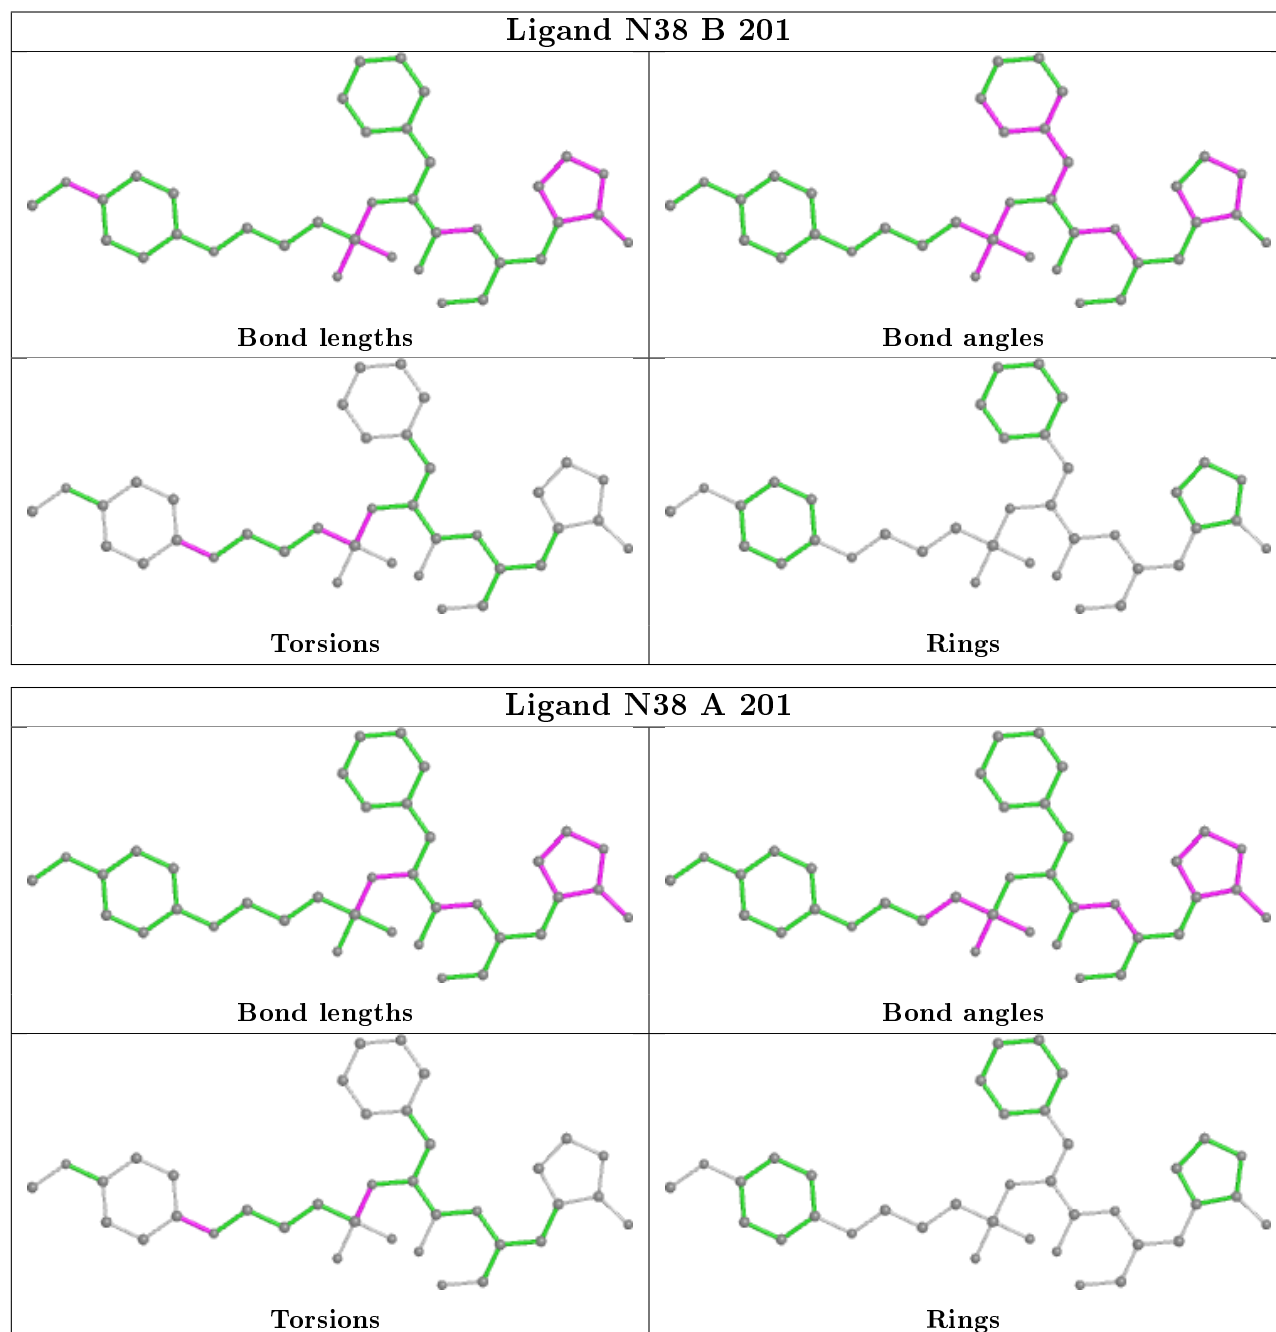 Ligand N38 B 201
Bond lengths
Bond angles
Torsions
Rings
Ligand N38 A 201
Bond lengths
Bond angles
Torsions
Rings